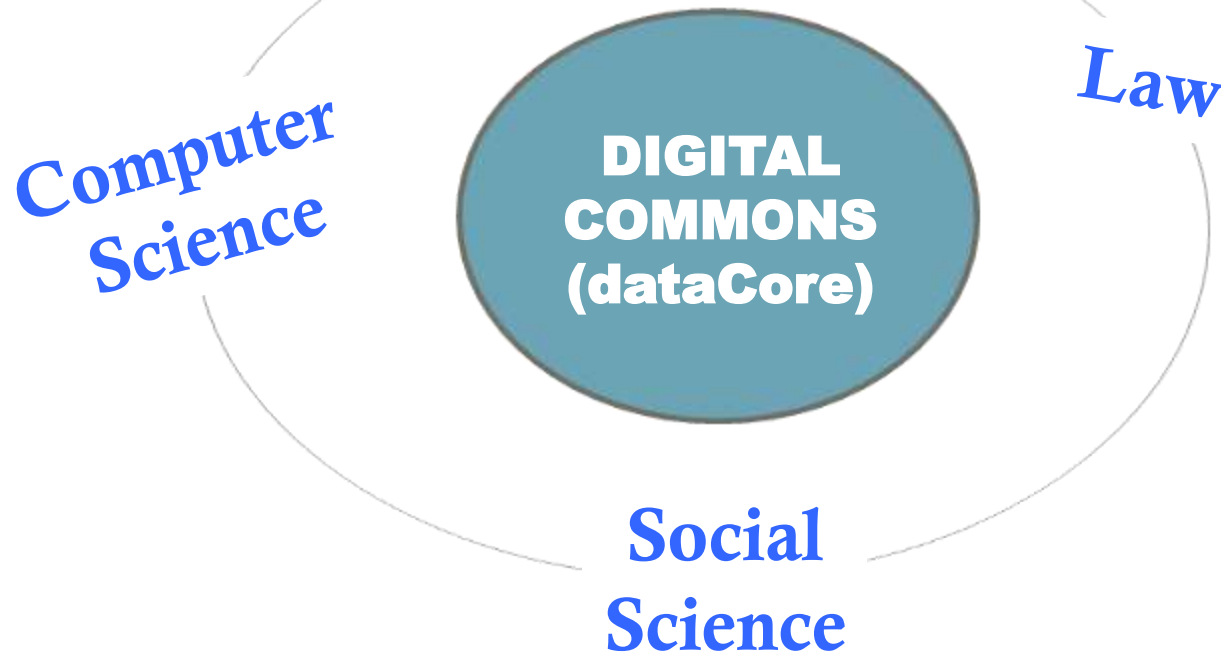 Law
Computer
Science
DIGITAL
COMMONS
(dataCore)
Social
Science